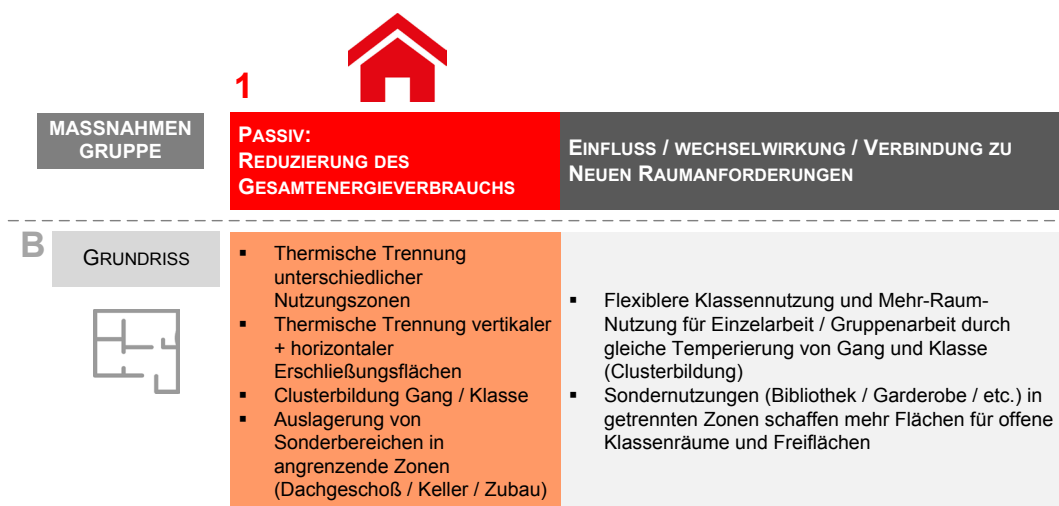 1
MASSNAHMEN
GRUPPE
PASSIV:
REDUZIERUNG DES
GESAMTENERGIEVERBRAUCHS
EINFLUSS / WECHSELWIRKUNG / VERBINDUNG ZU
NEUEN RAUMANFORDERUNGEN
B
GRUNDRISS
▪ Thermische Trennung
unterschiedlicher
Nutzungszonen
▪ Thermische Trennung vertikaler
+ horizontaler
Erschließungsflächen
▪ Clusterbildung Gang / Klasse
▪ Auslagerung von
Sonderbereichen in
angrenzende Zonen
(Dachgeschoß / Keller / Zubau)
▪ Flexiblere Klassennutzung und Mehr-Raum-
Nutzung für Einzelarbeit / Gruppenarbeit durch
gleiche Temperierung von Gang und Klasse
(Clusterbildung)
▪ Sondernutzungen (Bibliothek / Garderobe / etc.) in
getrennten Zonen schaffen mehr Flächen für offene
Klassenräume und Freiflächen